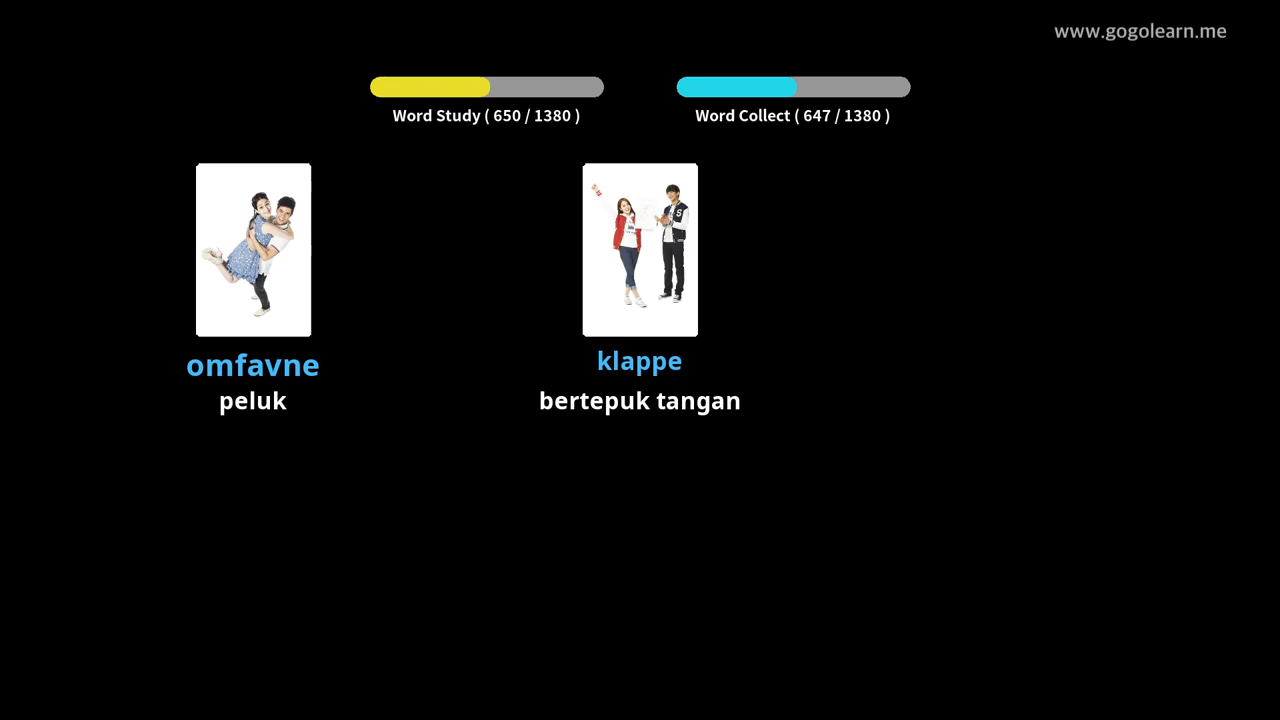 www.gogolearn.me
Word Study ( 650 / 1380 )
Word Collect ( 647 / 1380 )
omfavne
peluk
klappe
bertepuk tangan